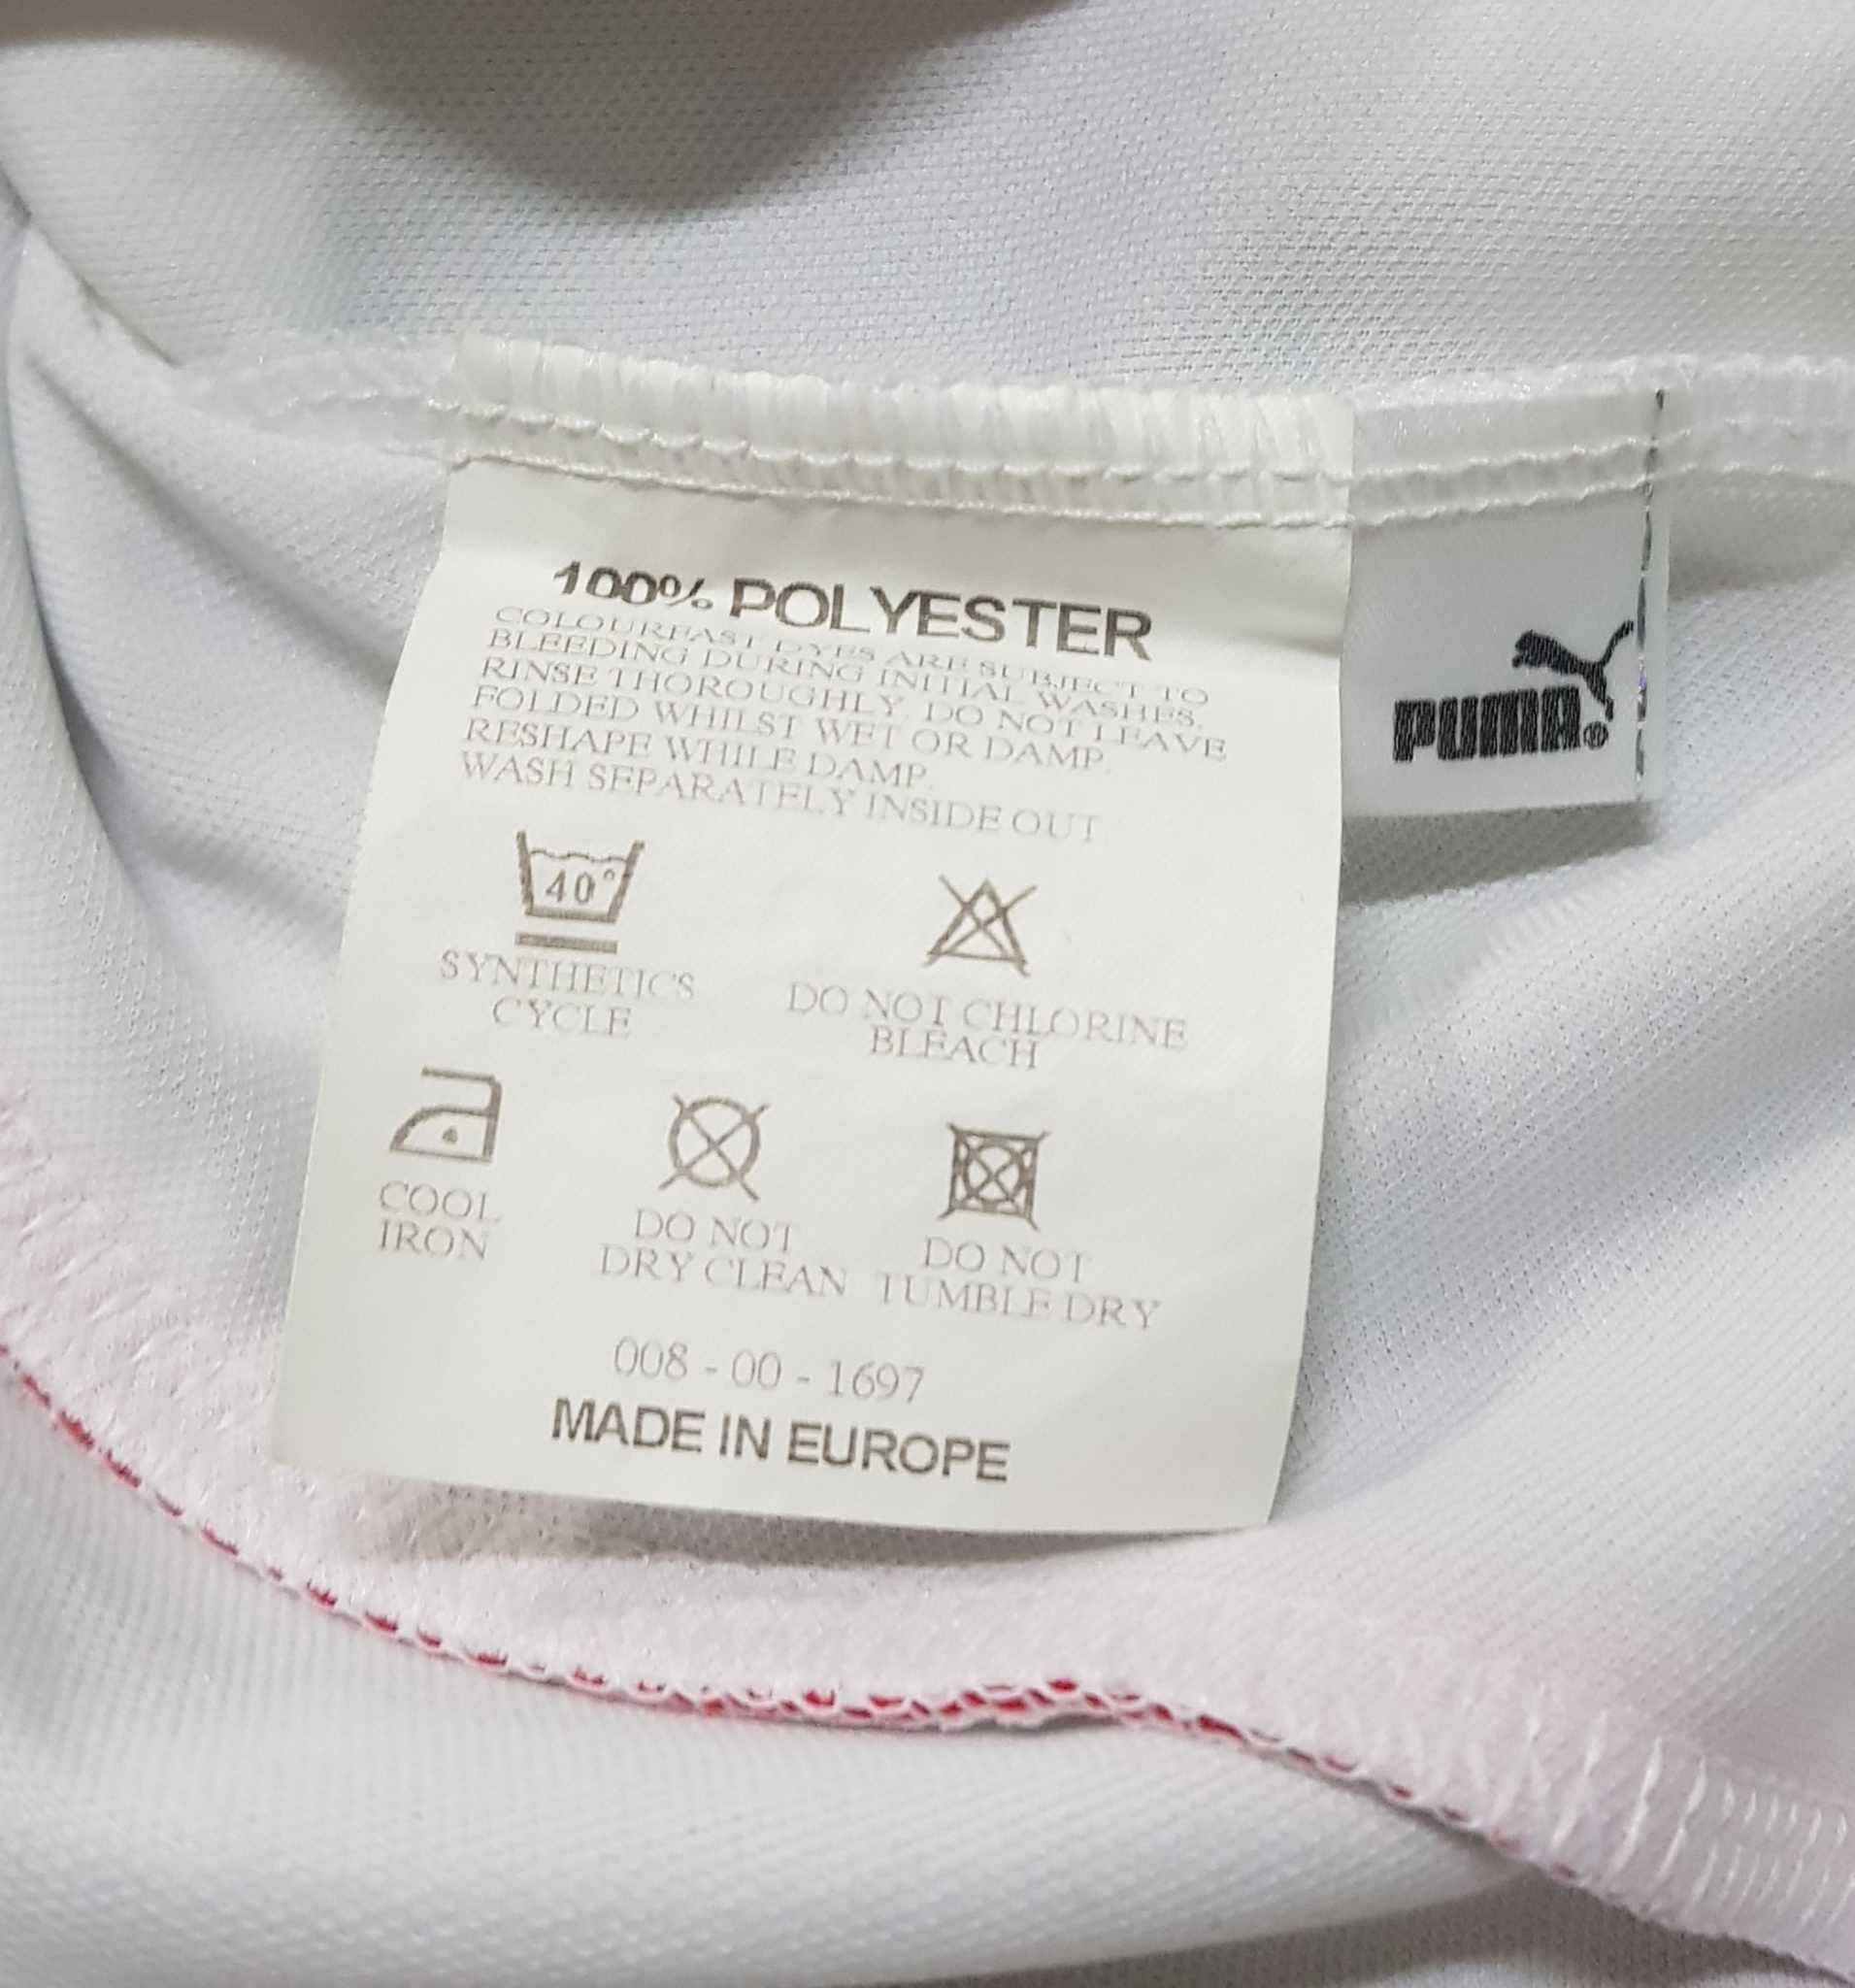 100% POLYESTER
COLOURFAST DYES ARE SUBJECT TO
BLEEDING DURING INITIAL WASHES.
RINSE THOROUGHLY. DO NOT LEAVE
FOLDED WHILST WET OR DAMP.
RESHAPE WHILE DAMP.
WASH SEPARATELY INSIDE OUT
40°
SYNTHETICS
CYCLE
DO NOT CHLORINE
BLEACH
COOL
IRON
DO NOT
DRY CLEAN
DO NOT
TUMBLE DRY
008 - 00 - 1697
MADE IN EUROPE
PUMA®